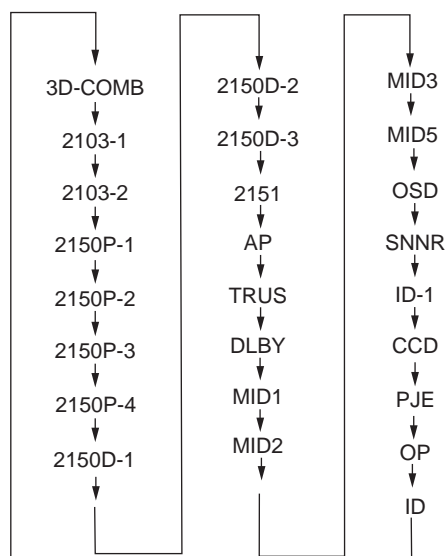 3D-COMB
2103-1
2103-2
2150P-1
2150P-2
2150P-3
2150P-4
2150D-1
2150D-2
2150D-3
2151
AP
TRUS
DLBY
MID1
MID2
MID3
MID5
OSD
SNNR
ID-1
CCD
PJE
OP
ID